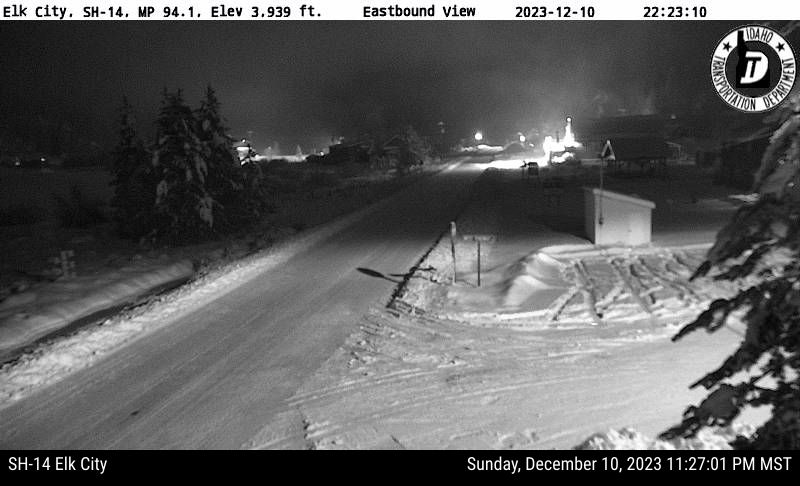 Elk City, SH-14, MP 94.1, Elev 3,939 ft. Eastbound View 2023-12-10 22:23:10
IDAHO
TRANSPORTATION DEPARTMENT
SH-14 Elk City Sunday, December 10, 2023 11:27:01 PM MST